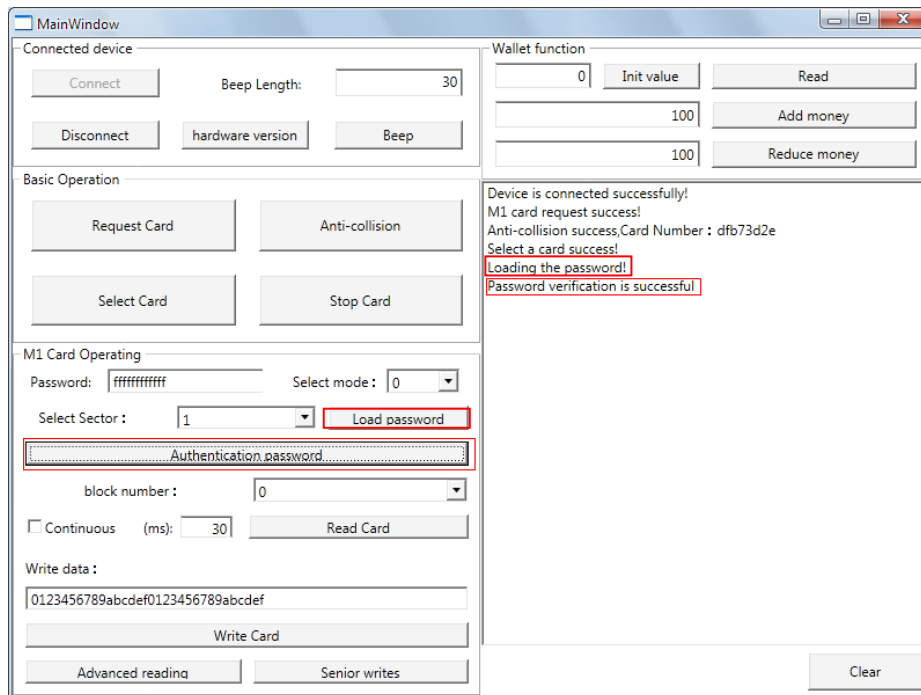 MainWindow
Connected device
Connect
Beep Length:
30
Disconnect
hardware version
Beep
Basic Operation
Request Card
Anti-collision
Select Card
Stop Card
M1 Card Operating
Password:
ffffffffffff
Select mode：
0
Select Sector：
1
Load password
Authentication password
block number：
0
Continuous
(ms):
30
Read Card
Write data：
0123456789abcdef0123456789abcdef
Write Card
Advanced reading
Senior writes
Wallet function
0
Init value
Read
100
Add money
100
Reduce money
Device is connected successfully!
M1 card request success!
Anti-collision success,Card Number：dfb73d2e
Select a card success!
Loading the password!
Password verification is successful
Clear